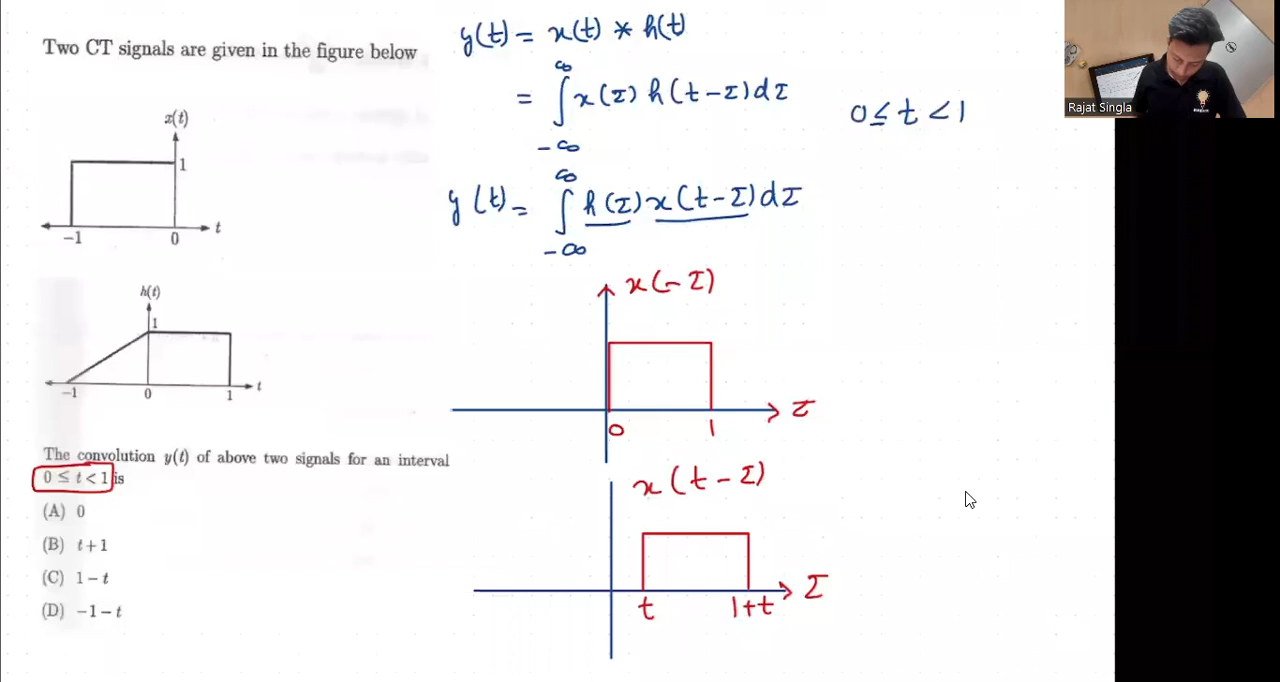 Two CT signals are given in the figure below
x(t)
1
-1
0
t
h(t)
1
-1
0
1
t
The convolution y(t) of above two signals for an interval
0 ≤ t < 1 is
(A) 0
(B) t + 1
(C) 1 − t
(D) −1 − t
y(t) = x(t) * h(t)
= ∫_{-∞}^{∞} x(τ) h(t-τ)dτ
y(t) = ∫_{-∞}^{∞} h(τ) x(t-τ)dτ
0 ≤ t < 1
x(-τ)
0
1
τ
x(t-τ)
t
1+t
τ
Rajat Singla